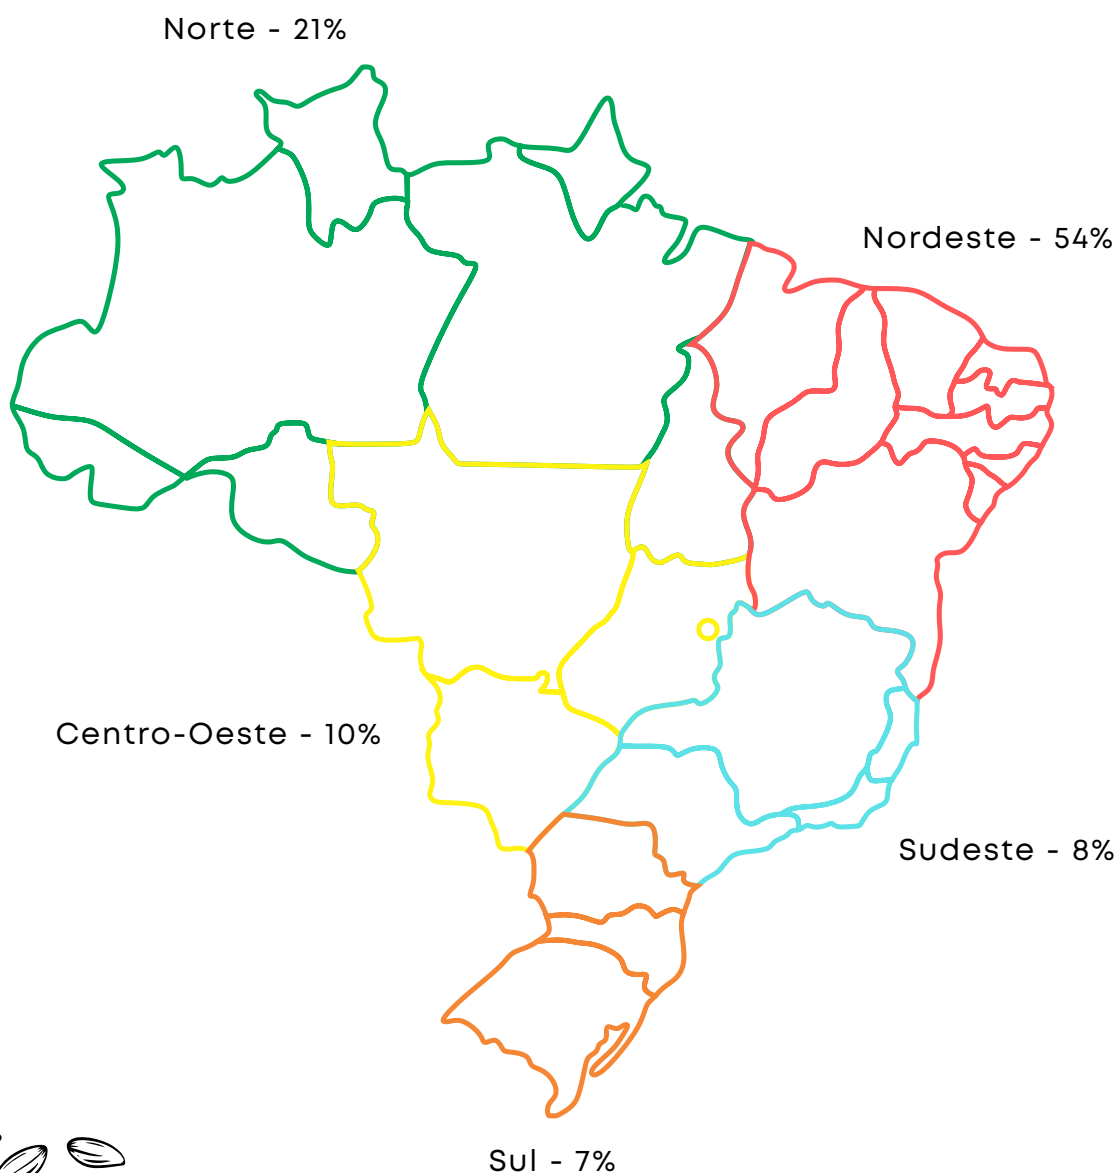 Norte - 21%
Nordeste - 54%
Centro-Oeste - 10%
Sudeste - 8%
Sul - 7%